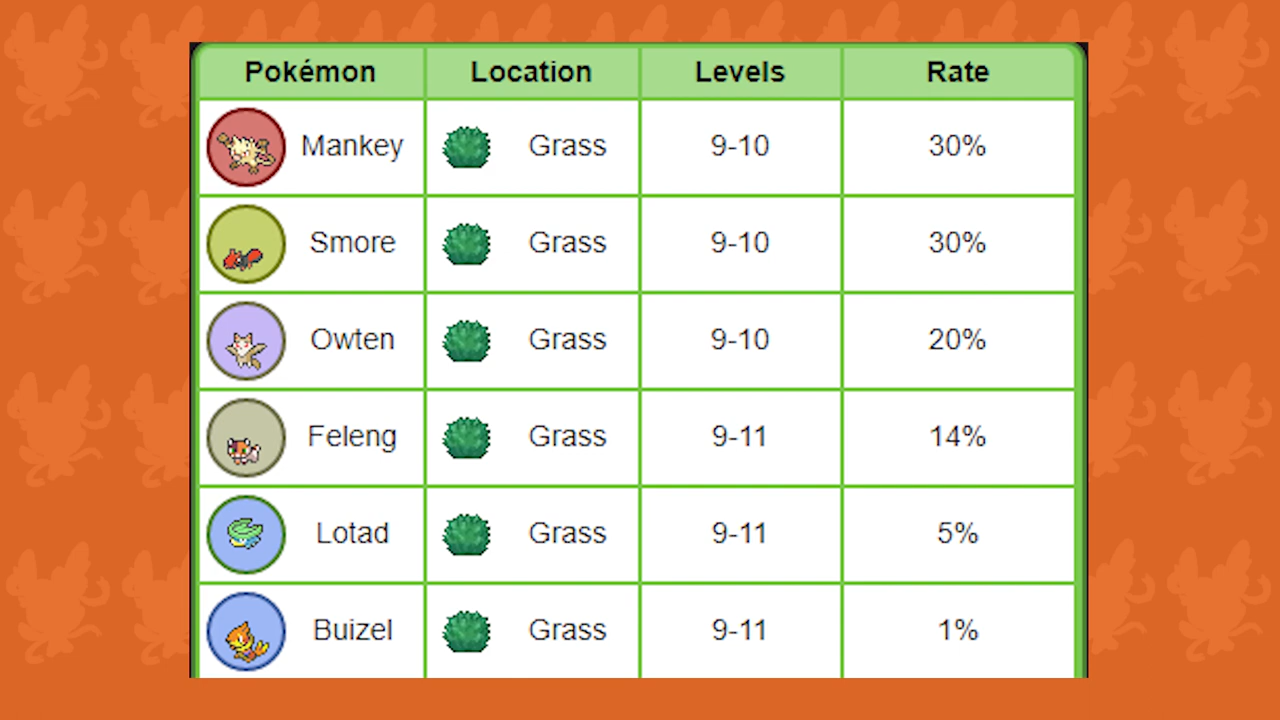 Pokémon Location Levels Rate
Mankey Grass 9-10 30%
Smore Grass 9-10 30%
Owten Grass 9-10 20%
Feleng Grass 9-11 14%
Lotad Grass 9-11 5%
Buizel Grass 9-11 1%